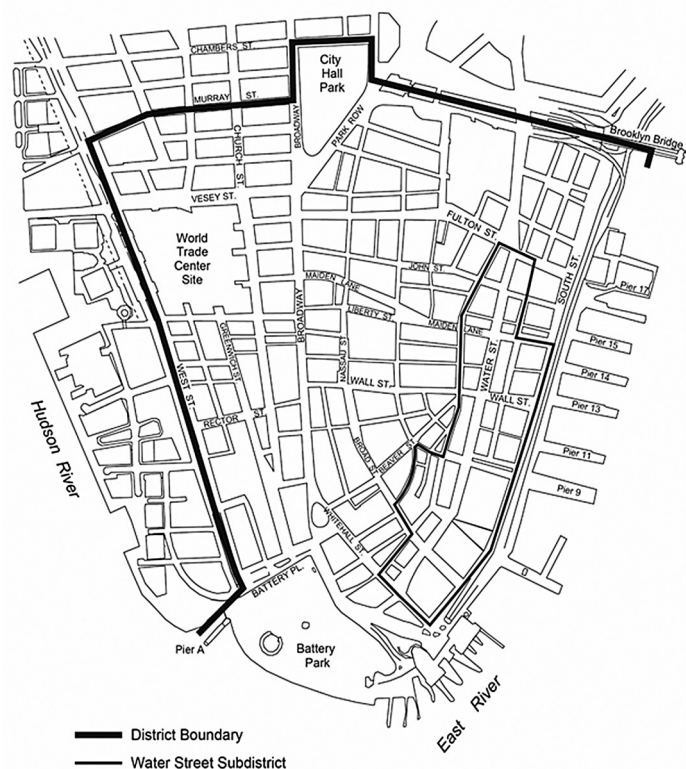 CHAMBERS ST.
City
Hall
Park
MURRAY ST.
BROADWAY
PARK ROW
Brooklyn Bridge
CHURCH ST.
VESEY ST.
FULTON ST.
World
Trade
Center
Site
JOHN ST.
SOUTH ST.
MAIDEN LANE
Pier 17
LIBERTY ST.
MAIDEN LANE
BROADWAY
GREENWICH ST
NASSAU ST
WATER ST.
Pier 15
WEST ST.
WALL ST.
Pier 14
WALL ST.
Pier 13
RECTOR ST
Hudson River
BROAD ST
BEAVER ST
Pier 11
Pier 9
WHITEHALL ST.
BATTERY PL.
Pier A
Battery
Park
East River
District Boundary
Water Street Subdistrict